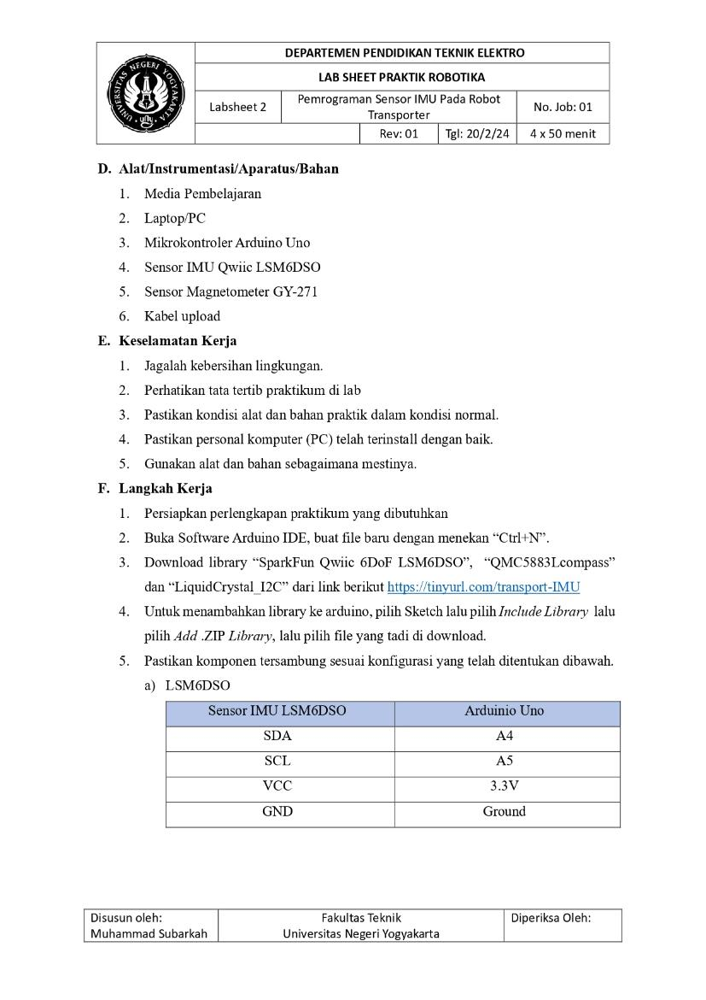 UNIVERSITAS NEGERI YOGYAKARTA
uny
DEPARTEMEN PENDIDIKAN TEKNIK ELEKTRO
LAB SHEET PRAKTIK ROBOTIKA
Labsheet 2
Pemrograman Sensor IMU Pada Robot
Transporter
No. Job: 01
Rev: 01
Tgl: 20/2/24
4 x 50 menit
D. Alat/Instrumentasi/Aparatus/Bahan
1. Media Pembelajaran
2. Laptop/PC
3. Mikrokontroler Arduino Uno
4. Sensor IMU Qwiic LSM6DSO
5. Sensor Magnetometer GY-271
6. Kabel upload
E. Keselamatan Kerja
1. Jagalah kebersihan lingkungan.
2. Perhatikan tata tertib praktikum di lab
3. Pastikan kondisi alat dan bahan praktik dalam kondisi normal.
4. Pastikan personal komputer (PC) telah terinstall dengan baik.
5. Gunakan alat dan bahan sebagaimana mestinya.
F. Langkah Kerja
1. Persiapkan perlengkapan praktikum yang dibutuhkan
2. Buka Software Arduino IDE, buat file baru dengan menekan “Ctrl+N”.
3. Download library “SparkFun Qwiic 6DoF LSM6DSO”, “QMC5883Lcompass”
dan “LiquidCrystal_I2C” dari link berikut https://tinyurl.com/transport-IMU
4. Untuk menambahkan library ke arduino, pilih Sketch lalu pilih Include Library lalu
pilih Add .ZIP Library, lalu pilih file yang tadi di download.
5. Pastikan komponen tersambung sesuai konfigurasi yang telah ditentukan dibawah.
a) LSM6DSO
Sensor IMU LSM6DSO Arduinio Uno
SDA A4
SCL A5
VCC 3.3V
GND Ground
Disusun oleh:
Muhammad Subarkah
Fakultas Teknik
Universitas Negeri Yogyakarta
Diperiksa Oleh: